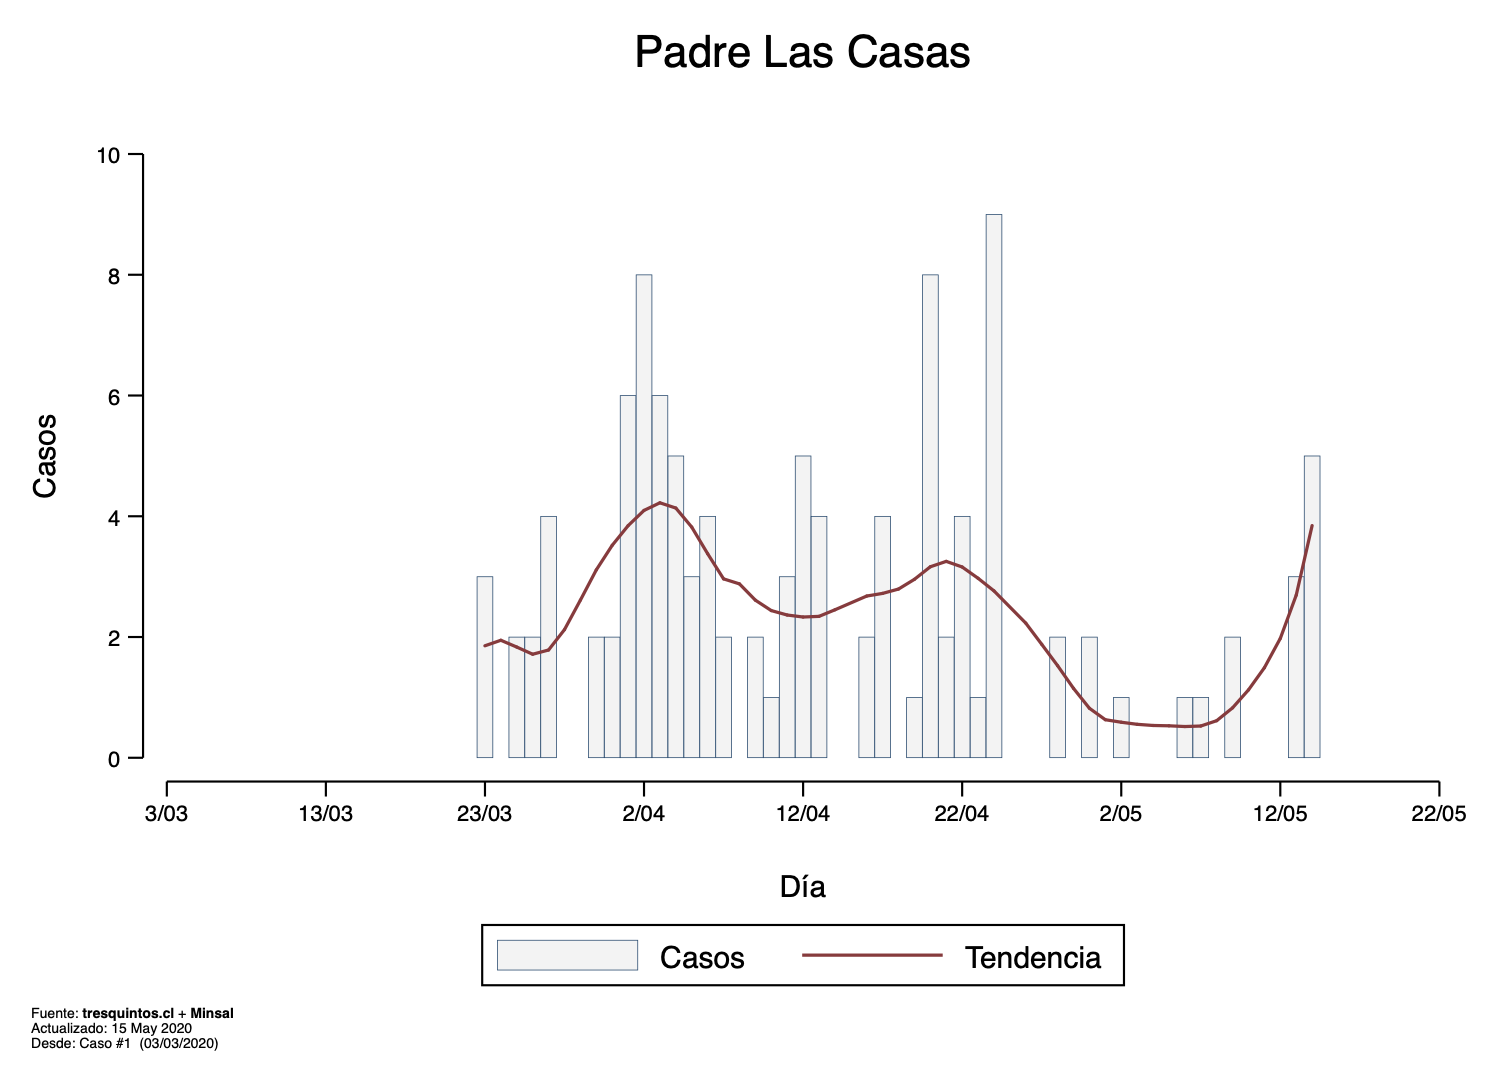 Padre Las Casas
10
8
6
4
2
0
Casos
3/03 13/03 23/03 2/04 12/04 22/04 2/05 12/05 22/05
Día
Casos Tendencia
Fuente: tresquintos.cl + Minsal
Actualizado: 15 May 2020
Desde: Caso #1 (03/03/2020)